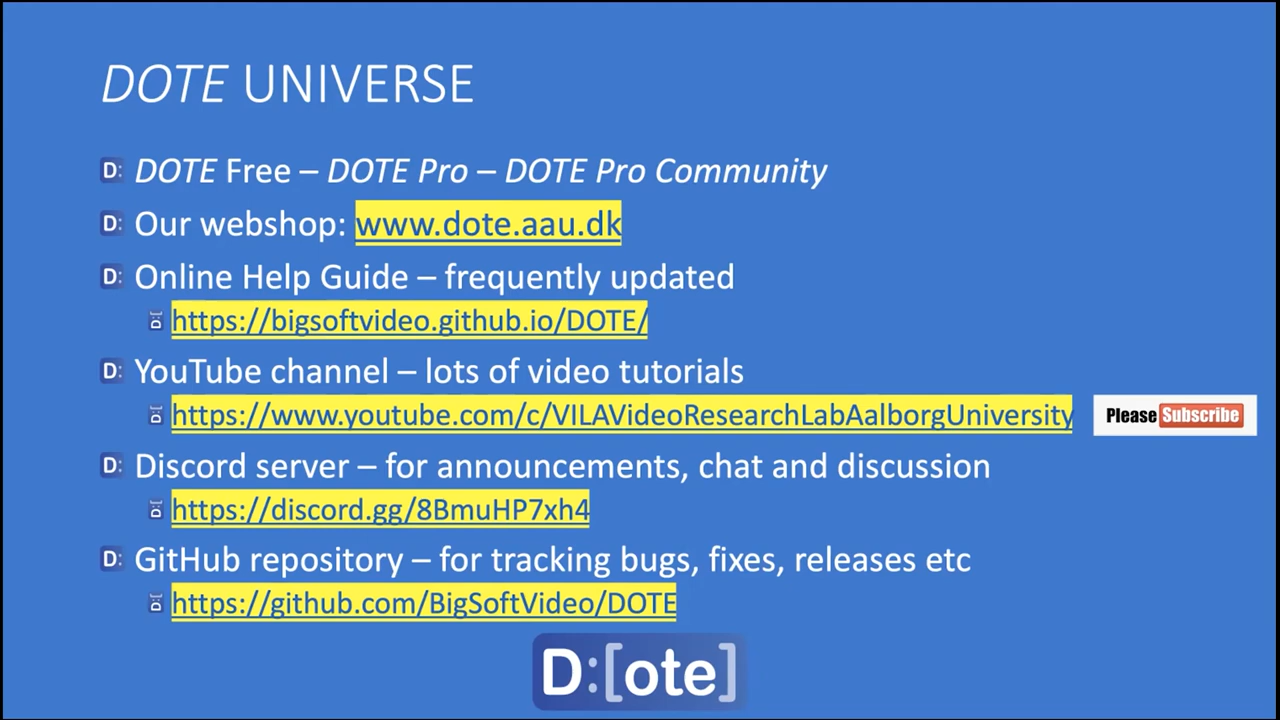 DOTE UNIVERSE
D: DOTE Free – DOTE Pro – DOTE Pro Community
D: Our webshop: www.dote.aau.dk
D: Online Help Guide – frequently updated
D:[ https://bigsoftvideo.github.io/DOTE/
D: YouTube channel – lots of video tutorials
D:[ https://www.youtube.com/c/VILAVideoResearchLabAalborgUniversity Please Subscribe
D: Discord server – for announcements, chat and discussion
D:[ https://discord.gg/8BmuHP7xh4
D: GitHub repository – for tracking bugs, fixes, releases etc
D:[ https://github.com/BigSoftVideo/DOTE
D:[ote]